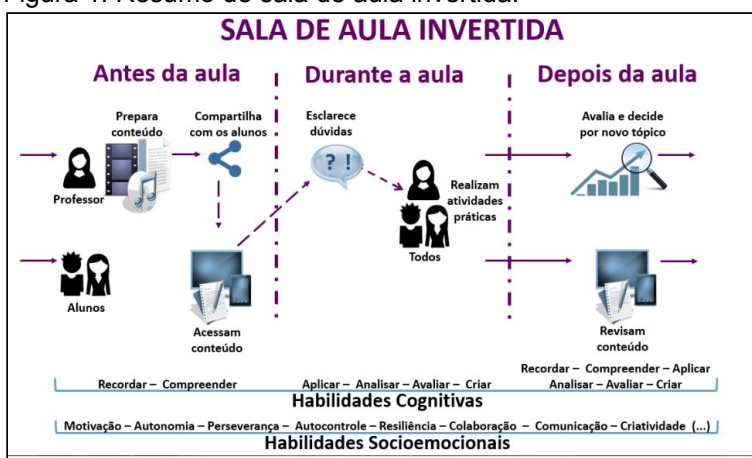 Figura 1: Resumo de sala de aula invertida.
SALA DE AULA INVERTIDA
Antes da aula
Durante a aula
Depois da aula
Prepara
conteúdo
Compartilha
com os alunos
Esclarece
dúvidas
? !
Avalia e decide
por novo tópico
Professor
Realizam
atividades
práticas
Todos
Alunos
Acessam
conteúdo
Revisam
conteúdo
Recordar – Compreender
Aplicar – Analisar – Avaliar – Criar
Recordar – Compreender – Aplicar
Analisar – Avaliar – Criar
Habilidades Cognitivas
Motivação – Autonomia – Perseverança – Autocontrole – Resiliência – Colaboração – Comunicação – Criatividade (...)
Habilidades Socioemocionais